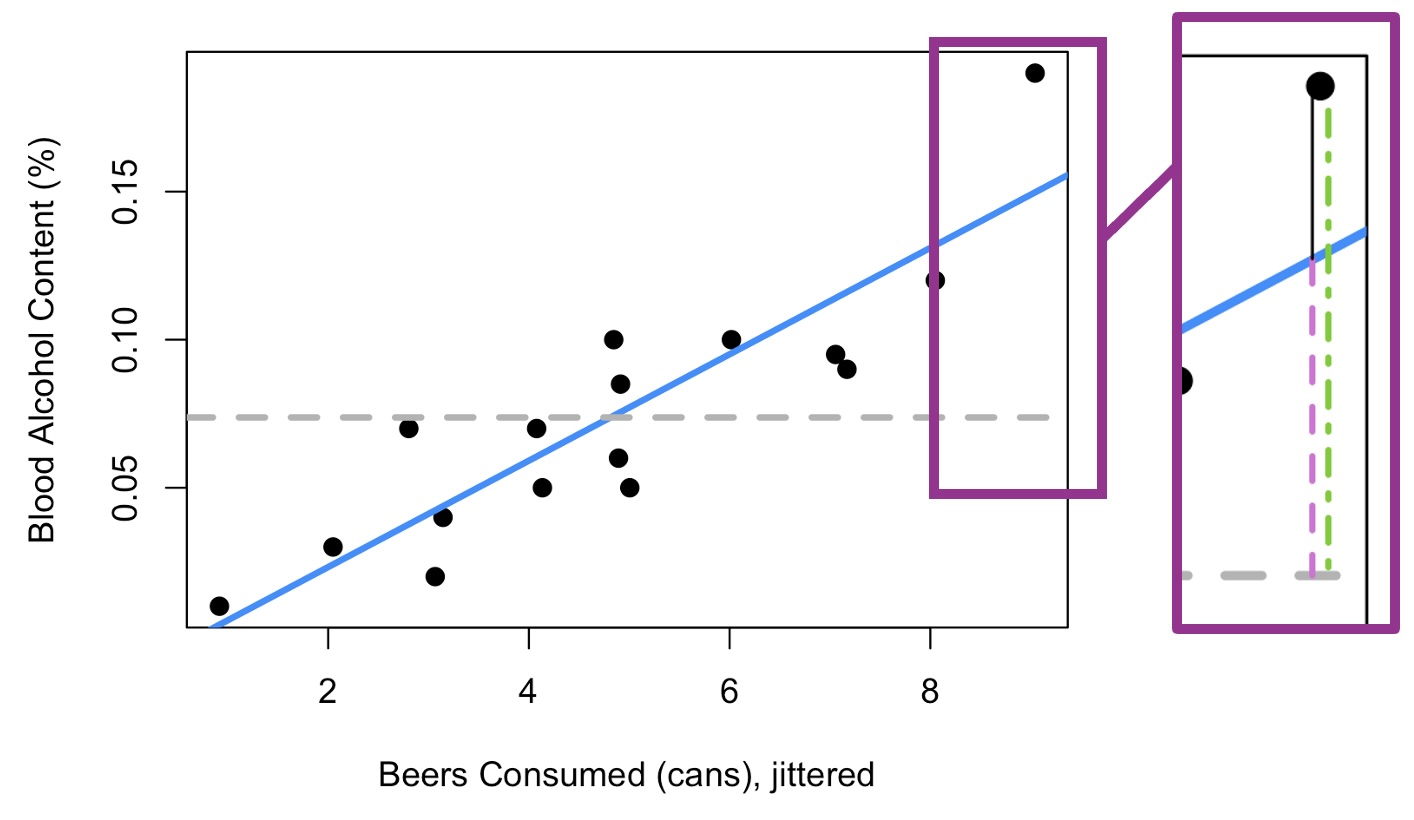 Blood Alcohol Content (%)
0.15
0.10
0.05
2 4 6 8
Beers Consumed (cans), jittered